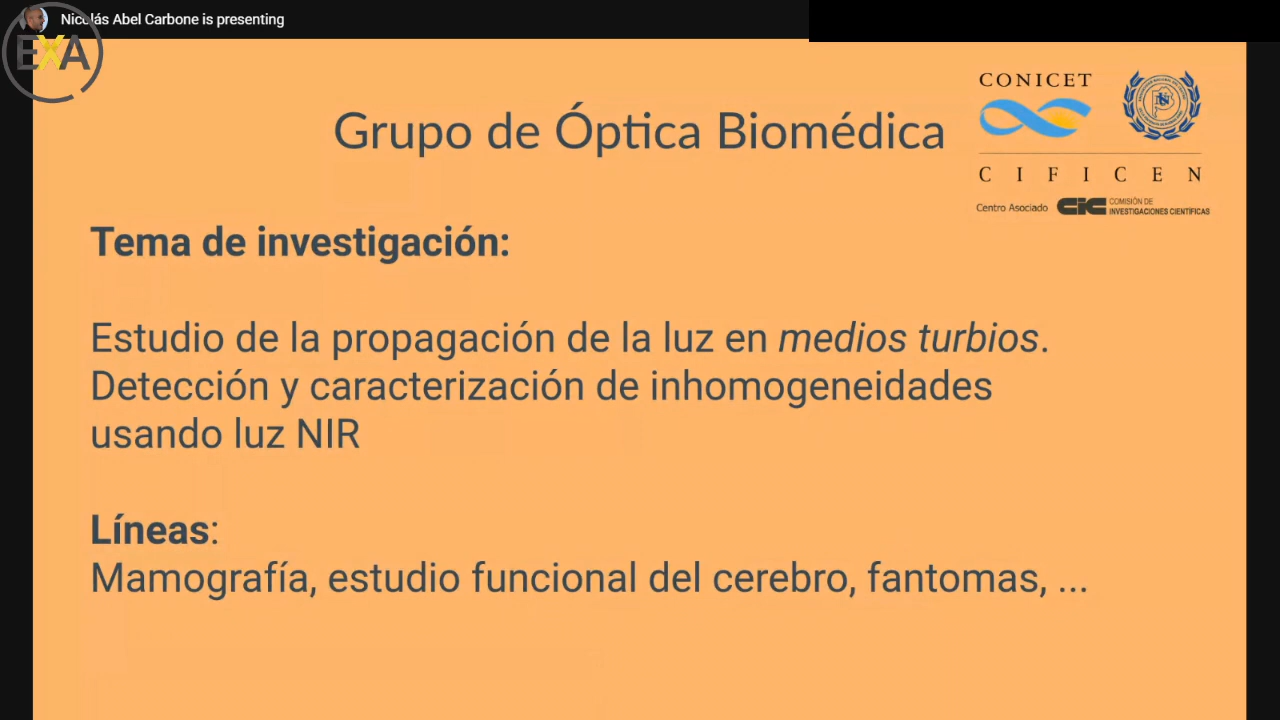 Nicolás Abel Carbone is presenting
EXA
CONICET
Grupo de Óptica Biomédica
CIFICEN
Centro Asociado CIC COMISIÓN DE
INVESTIGACIONES CIENTÍFICAS
Tema de investigación:
Estudio de la propagación de la luz en medios turbios.
Detección y caracterización de inhomogeneidades
usando luz NIR
Líneas:
Mamografía, estudio funcional del cerebro, fantomas, ...